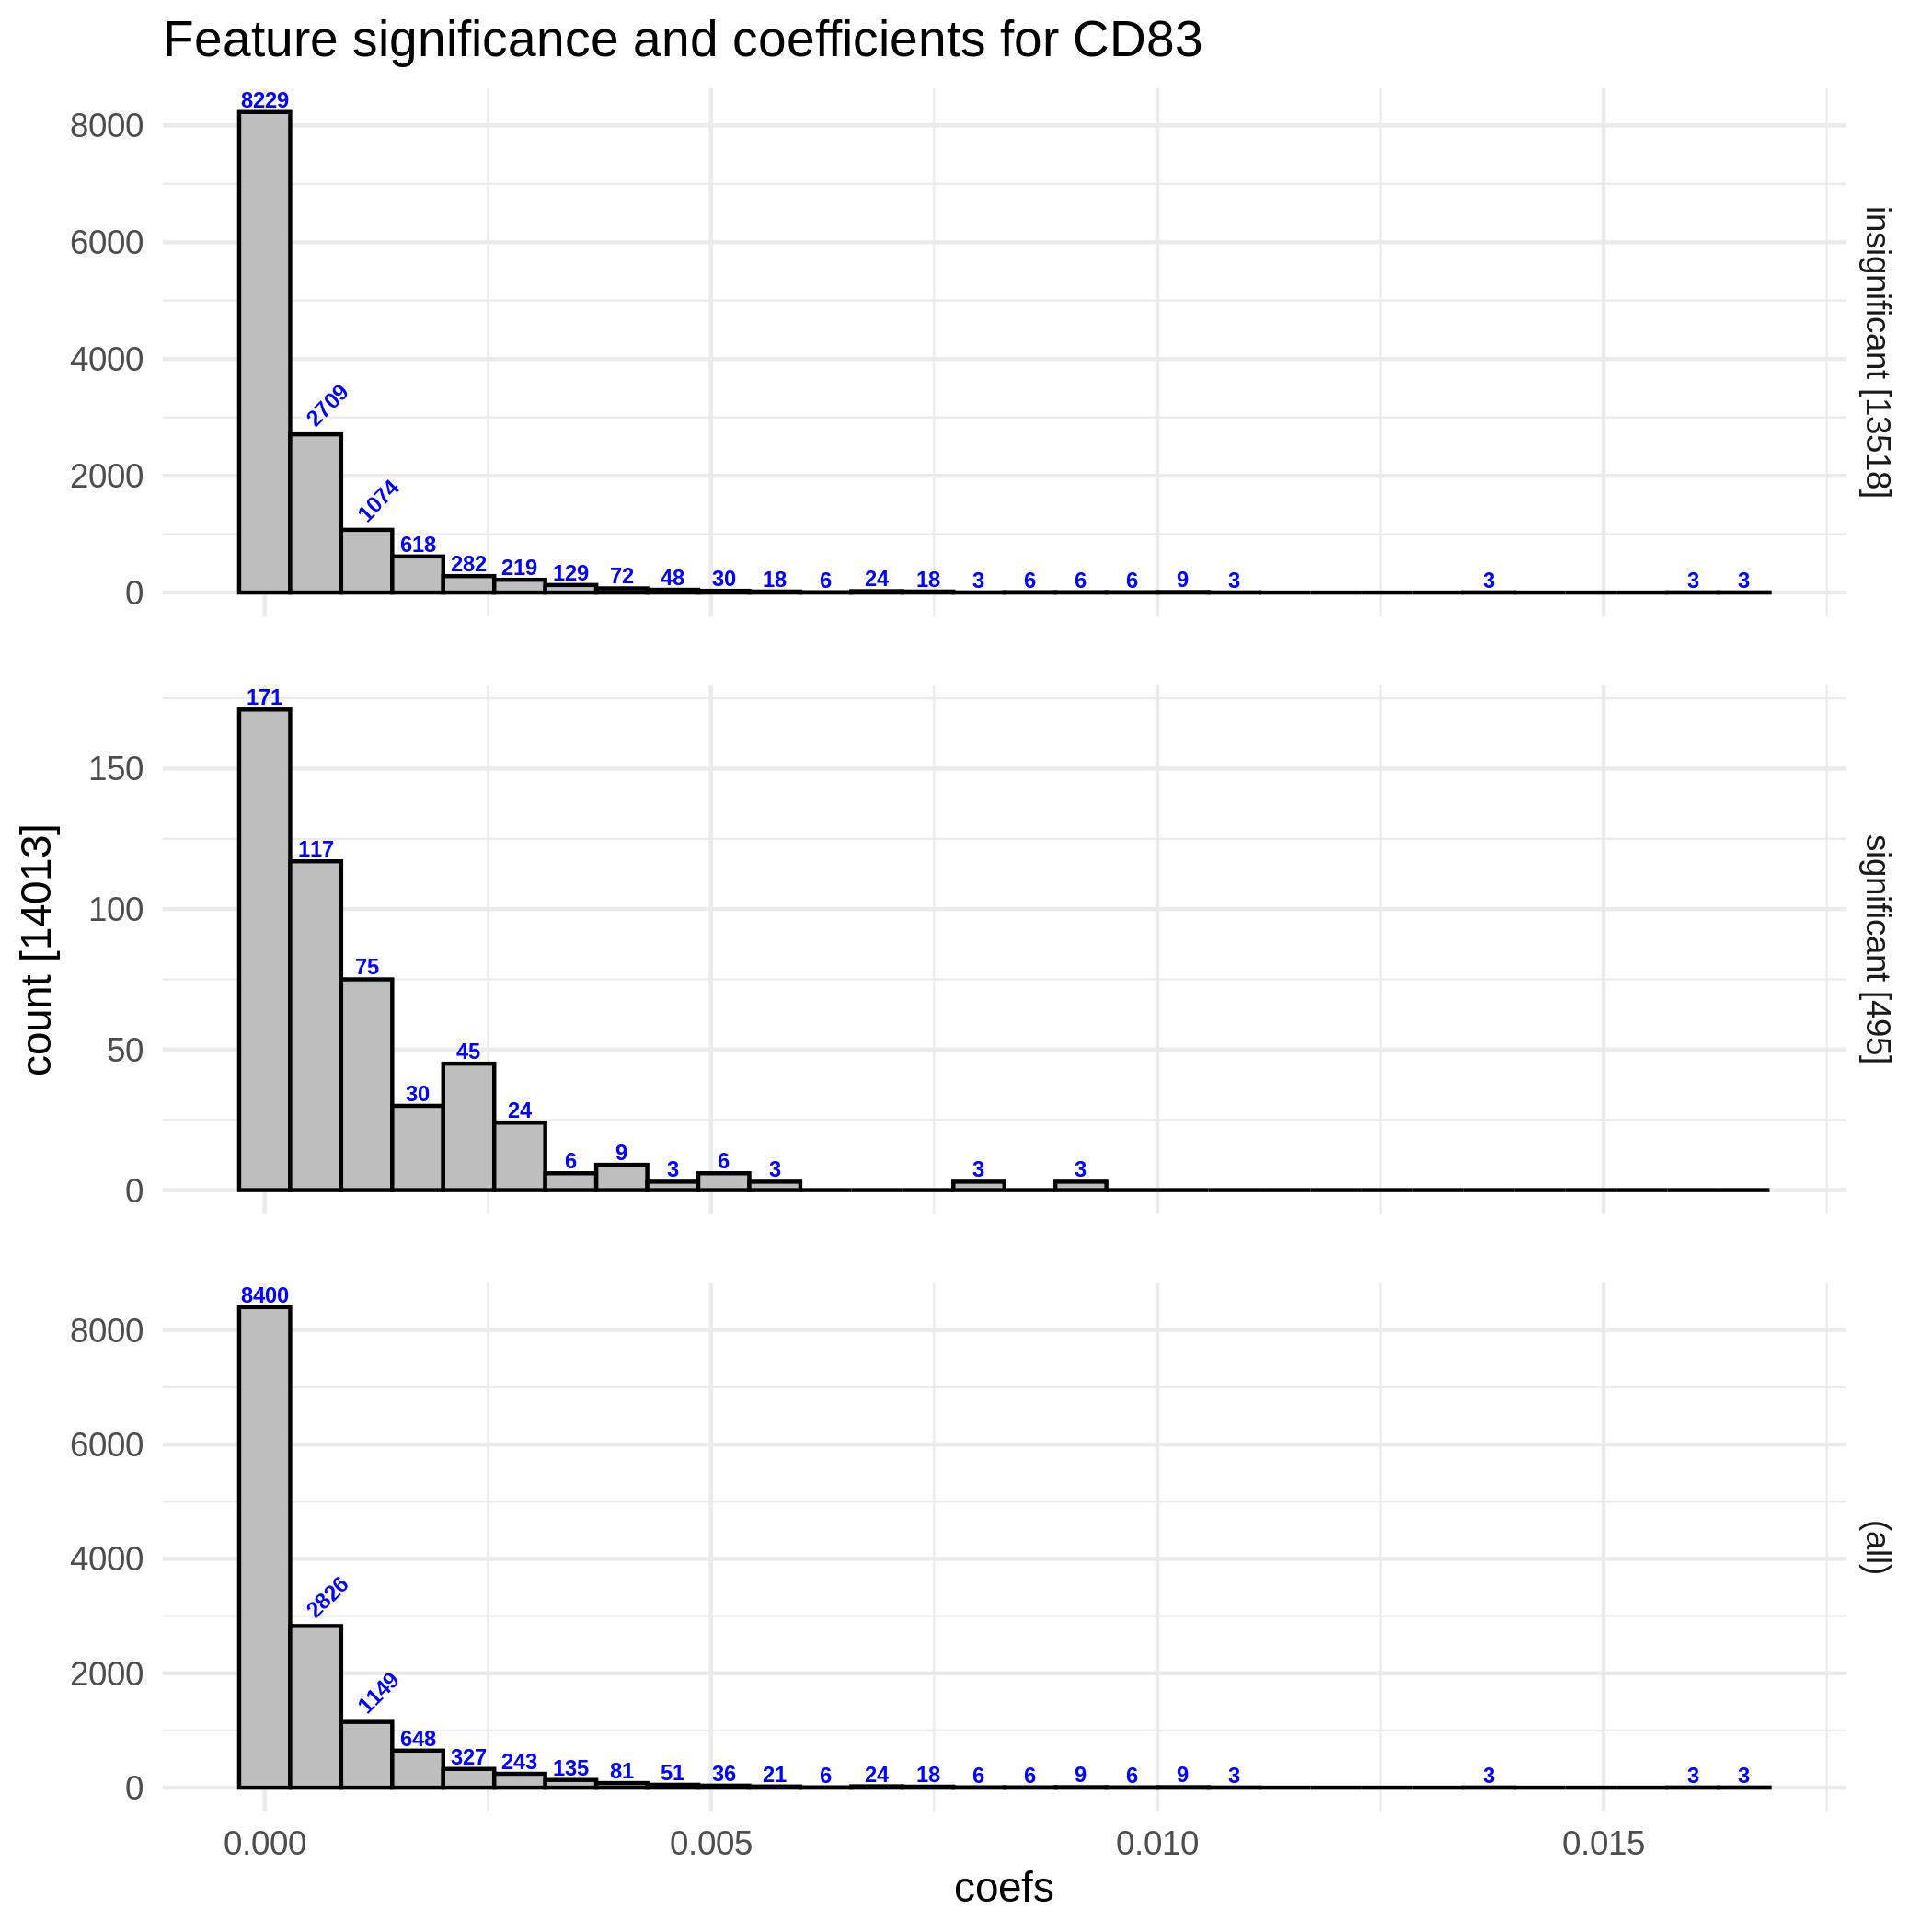 Feature significance and coefficients for CD83
8229
8000
6000
4000
2709
2000
1074
618
282 219 129 72 48 30 18 6 24 18 3 6 6 6 9 3 3 3 3
0
insignificant [13518]
171
150
117
100
75
50
45
30
24
6 9 3 6 3 3 3
0
significant [495]
count [14013]
8400
8000
6000
4000
2826
2000
1149
648
327 243 135 81 51 36 21 6 24 18 6 6 9 6 9 3 3 3 3
0
(all)
0.000 0.005 0.010 0.015
coefs